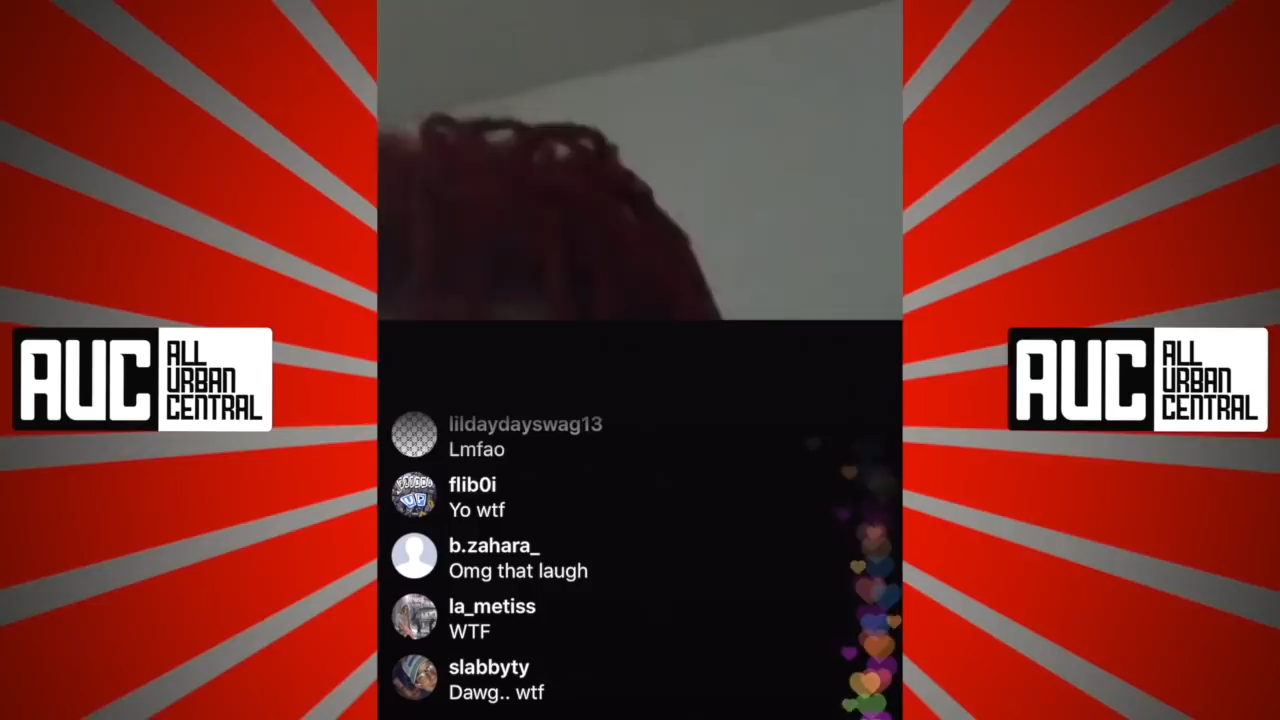 AUC
ALL
URBAN
CENTRAL
lildaydayswag13
Lmfao
flib0i
Yo wtf
b.zahara_
Omg that laugh
la_metiss
WTF
slabbyty
Dawg.. wtf
AUC
ALL
URBAN
CENTRAL